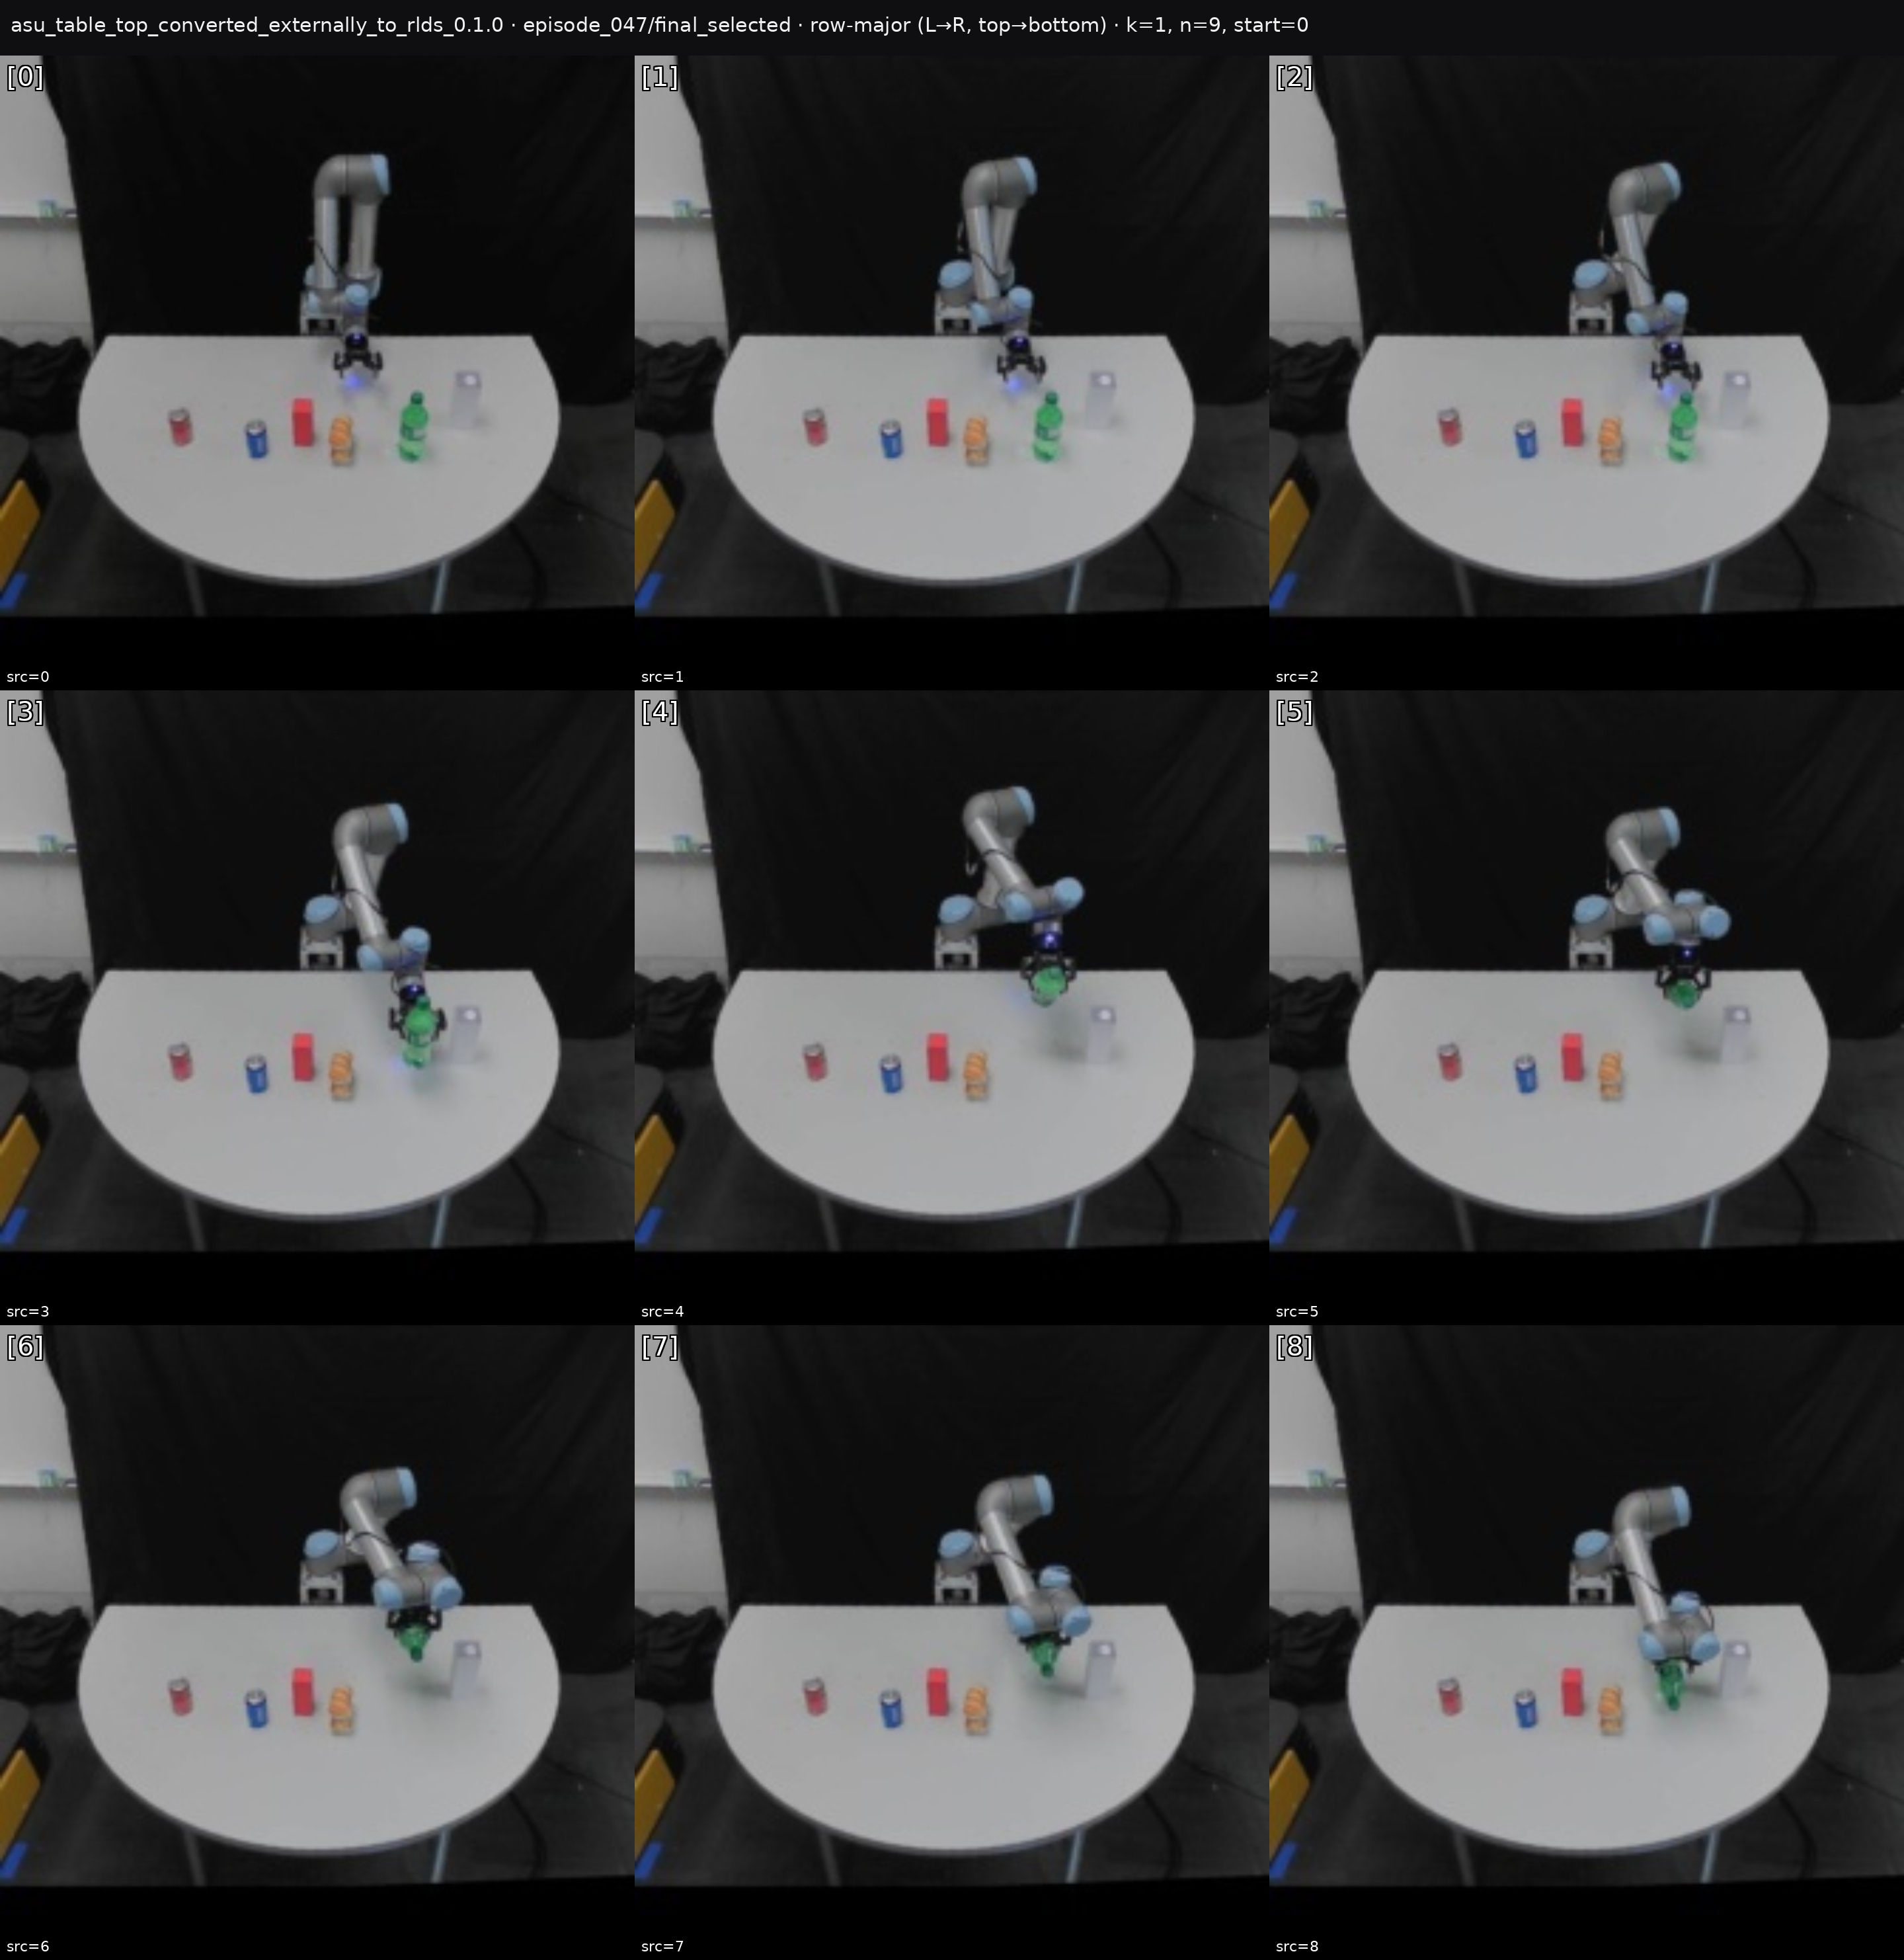 asu_table_top_converted_externally_to_rlds_0.1.0 · episode_047/final_selected · row-major (L→R, top→bottom) · k=1, n=9, start=0
[0]
[1]
[2]
src=0
src=1
src=2
[3]
[4]
[5]
src=3
src=4
src=5
[6]
[7]
[8]
src=6
src=7
src=8